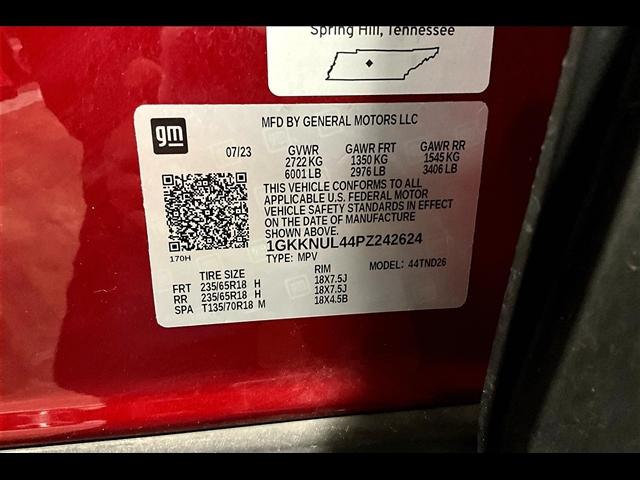 Spring Hill, Tennessee
gm
MFD BY GENERAL MOTORS LLC
07/23 GVWR GAWR FRT GAWR RR
2722 KG 1350 KG 1545 KG
6001 LB 2976 LB 3406 LB
THIS VEHICLE CONFORMS TO ALL
APPLICABLE U.S. FEDERAL MOTOR
VEHICLE SAFETY STANDARDS IN EFFECT
ON THE DATE OF MANUFACTURE
SHOWN ABOVE.
170H
1GKKNUL44PZ242624
TYPE: MPV MODEL: 44TND26
TIRE SIZE RIM
FRT 235/65R18 H 18X7.5J
RR 235/65R18 H 18X7.5J
SPA T135/70R18 M 18X4.5B